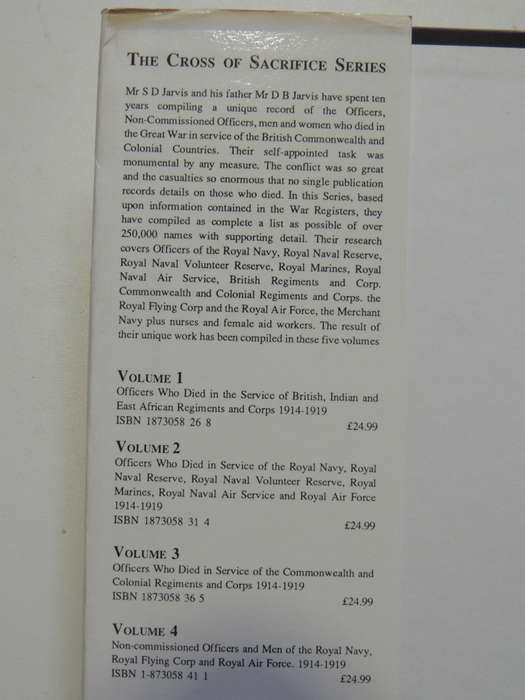 THE CROSS OF SACRIFICE SERIES
Mr S D Jarvis and his father Mr D B Jarvis have spent ten
years compiling a unique record of the Officers,
Non-Commissioned Officers, men and women who died in
the Great War in service of the British Commonwealth and
Colonial Countries. Their self-appointed task was
monumental by any measure. The conflict was so great
and the casualties so enormous that no single publication
records details on those who died. In this Series, based
upon information contained in the War Registers, they
have compiled as complete a list as possible of over
250,000 names with supporting detail. Their research
covers Officers of the Royal Navy, Royal Naval Reserve,
Royal Naval Volunteer Reserve, Royal Marines, Royal
Naval Air Service, British Regiments and Corp.
Commonwealth and Colonial Regiments and Corps. the
Royal Flying Corp and the Royal Air Force, the Merchant
Navy plus nurses and female aid workers. The result of
their unique work has been compiled in these five volumes
VOLUME 1
Officers Who Died in the Service of British, Indian and
East African Regiments and Corps 1914-1919
ISBN 1873058 26 8 £24.99
VOLUME 2
Officers Who Died in Service of the Royal Navy, Royal
Naval Reserve, Royal Naval Volunteer Reserve, Royal
Marines, Royal Naval Air Service and Royal Air Force
1914-1919
ISBN 1873058 31 4 £24.99
VOLUME 3
Officers Who Died in Service of the Commonwealth and
Colonial Regiments and Corps 1914-1919
ISBN 1873058 36 5 £24.99
VOLUME 4
Non-commissioned Officers and Men of the Royal Navy,
Royal Flying Corp and Royal Air Force. 1914-1919
ISBN 1-873058 41 1 £24.99